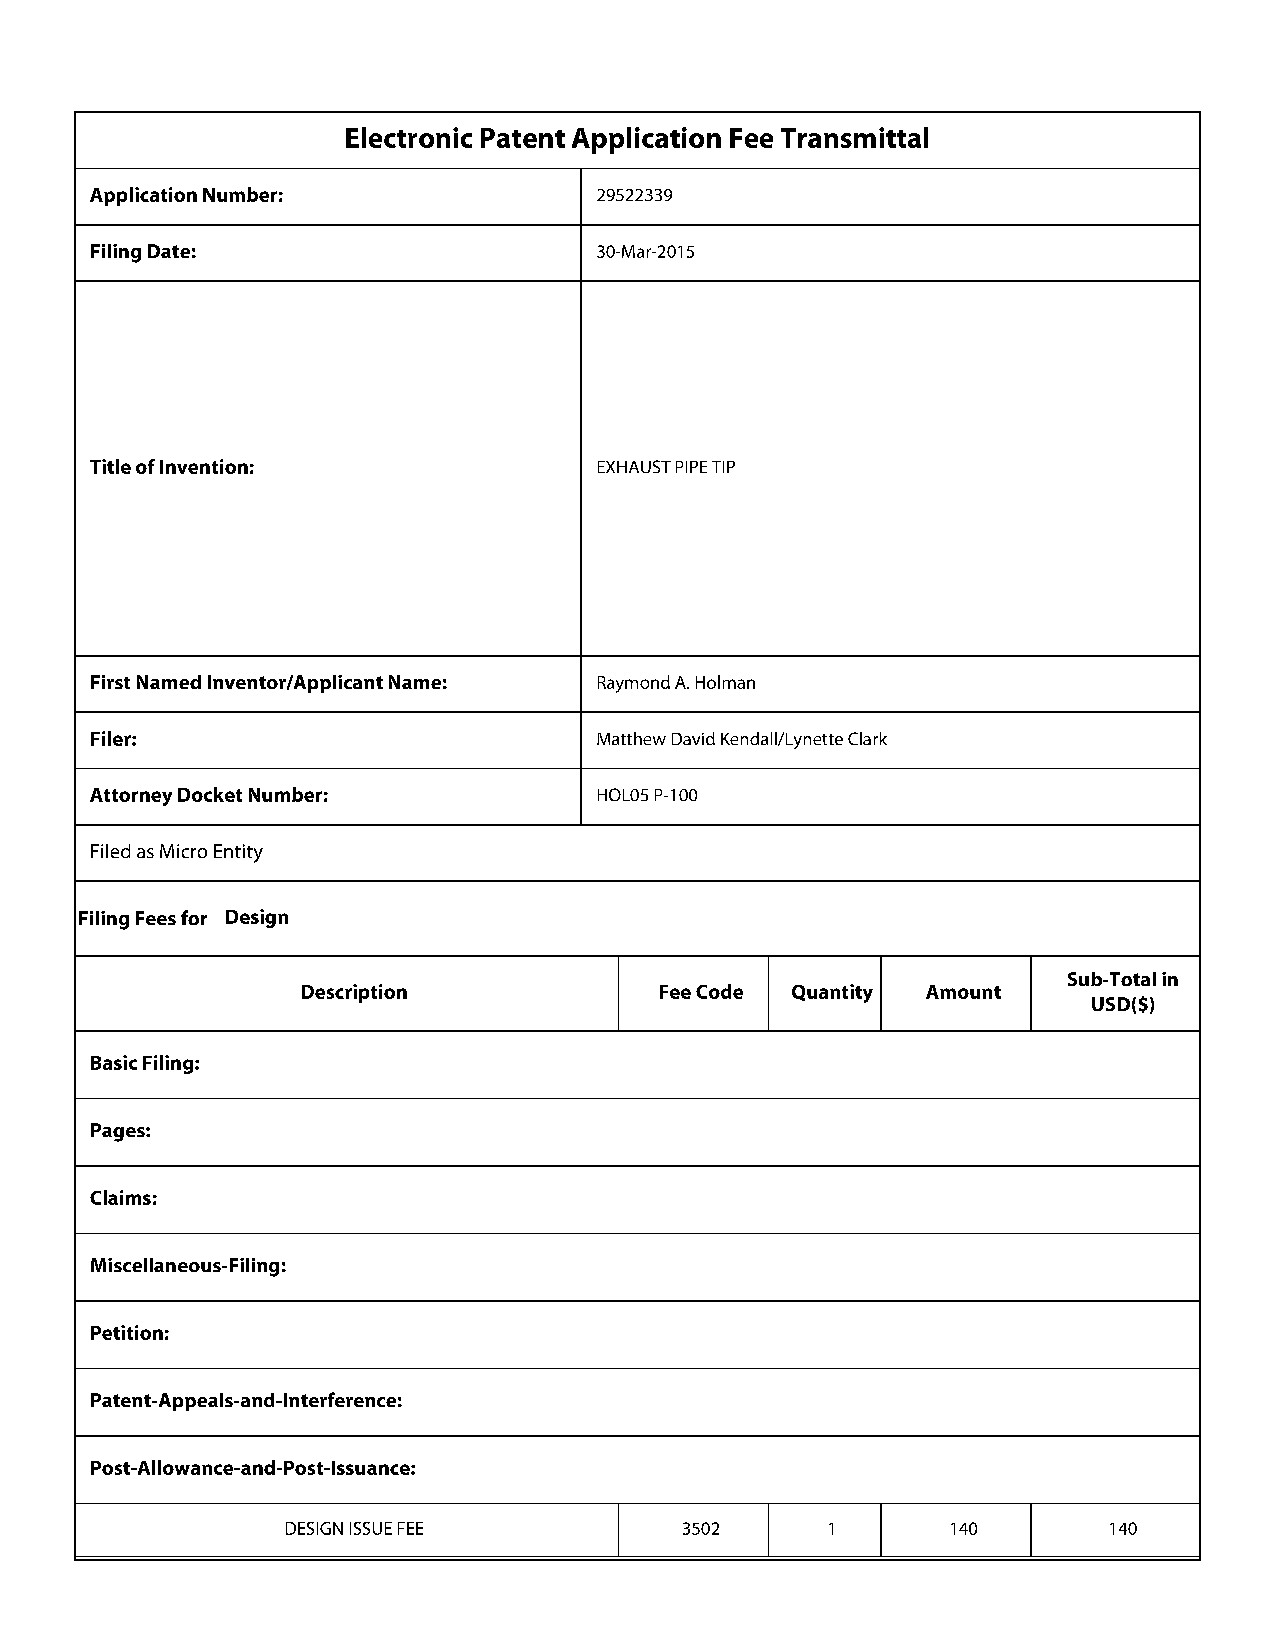 Electronic Patent Application Fee Transmittal
Application Number: 29522339
Filing Date: 30-Mar-2015
Title of Invention: EXHAUST PIPE TIP
First Named Inventor/Applicant Name: Raymond A. Holman
Filer: Matthew David Kendall/Lynette Clark
Attorney Docket Number: HOL05 P-100
Filed as Micro Entity
Filing Fees for Design
Description Fee Code Quantity Amount Sub-Total in USD($)
Basic Filing:
Pages:
Claims:
Miscellaneous-Filing:
Petition:
Patent-Appeals-and-Interference:
Post-Allowance-and-Post-Issuance:
DESIGN ISSUE FEE 3502 1 140 140